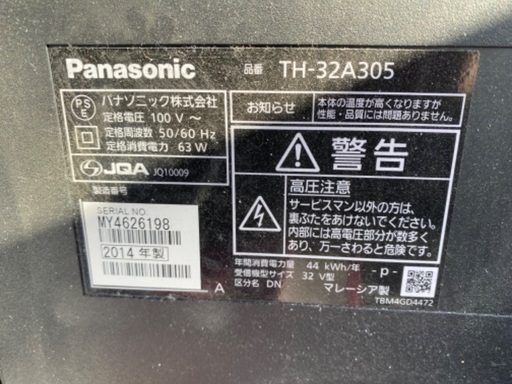 Panasonic
品番 TH-32A305
PS
E
パナソニック株式会社
定格電圧 100 V ~
定格周波数 50/60 Hz
定格消費電力 63 W
JQA JQ10009
製造番号
SERIAL NO.
MY4626198
2014 年製
A
お知らせ
本体の温度が高くなりますが
性能・品質には問題ありません。
警告
高圧注意
サービスマン以外の方は、
裏ぶたをあけないでください。
内部には高電圧部分が数多く
あり、万一さわると危険です。
年間消費電力量 44 kWh/年
受信機型サイズ 32 V型
区分名 DN
-p-
マレーシア製
TBM4GD4472